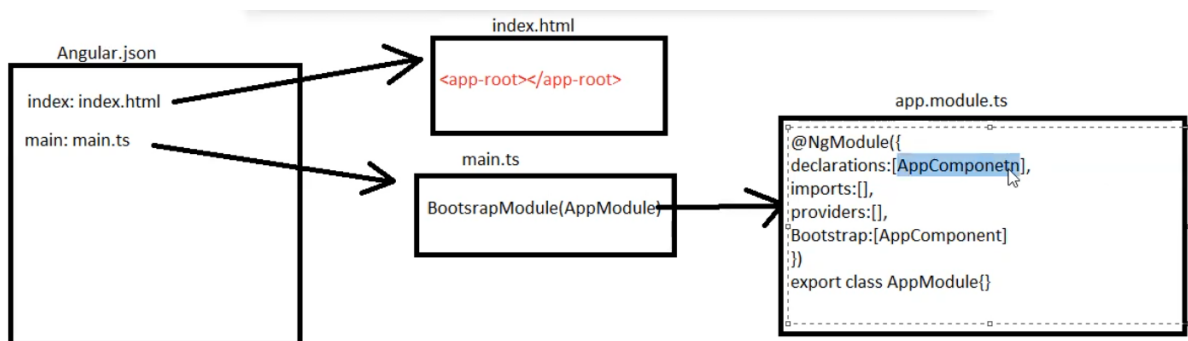 Angular.json
index: index.html
main: main.ts
index.html
<app-root></app-root>
main.ts
BootsrapModule(AppModule)
app.module.ts
@NgModule({
declarations:[AppComponetn],
imports:[],
providers:[],
Bootstrap:[AppComponent]
})
export class AppModule{}